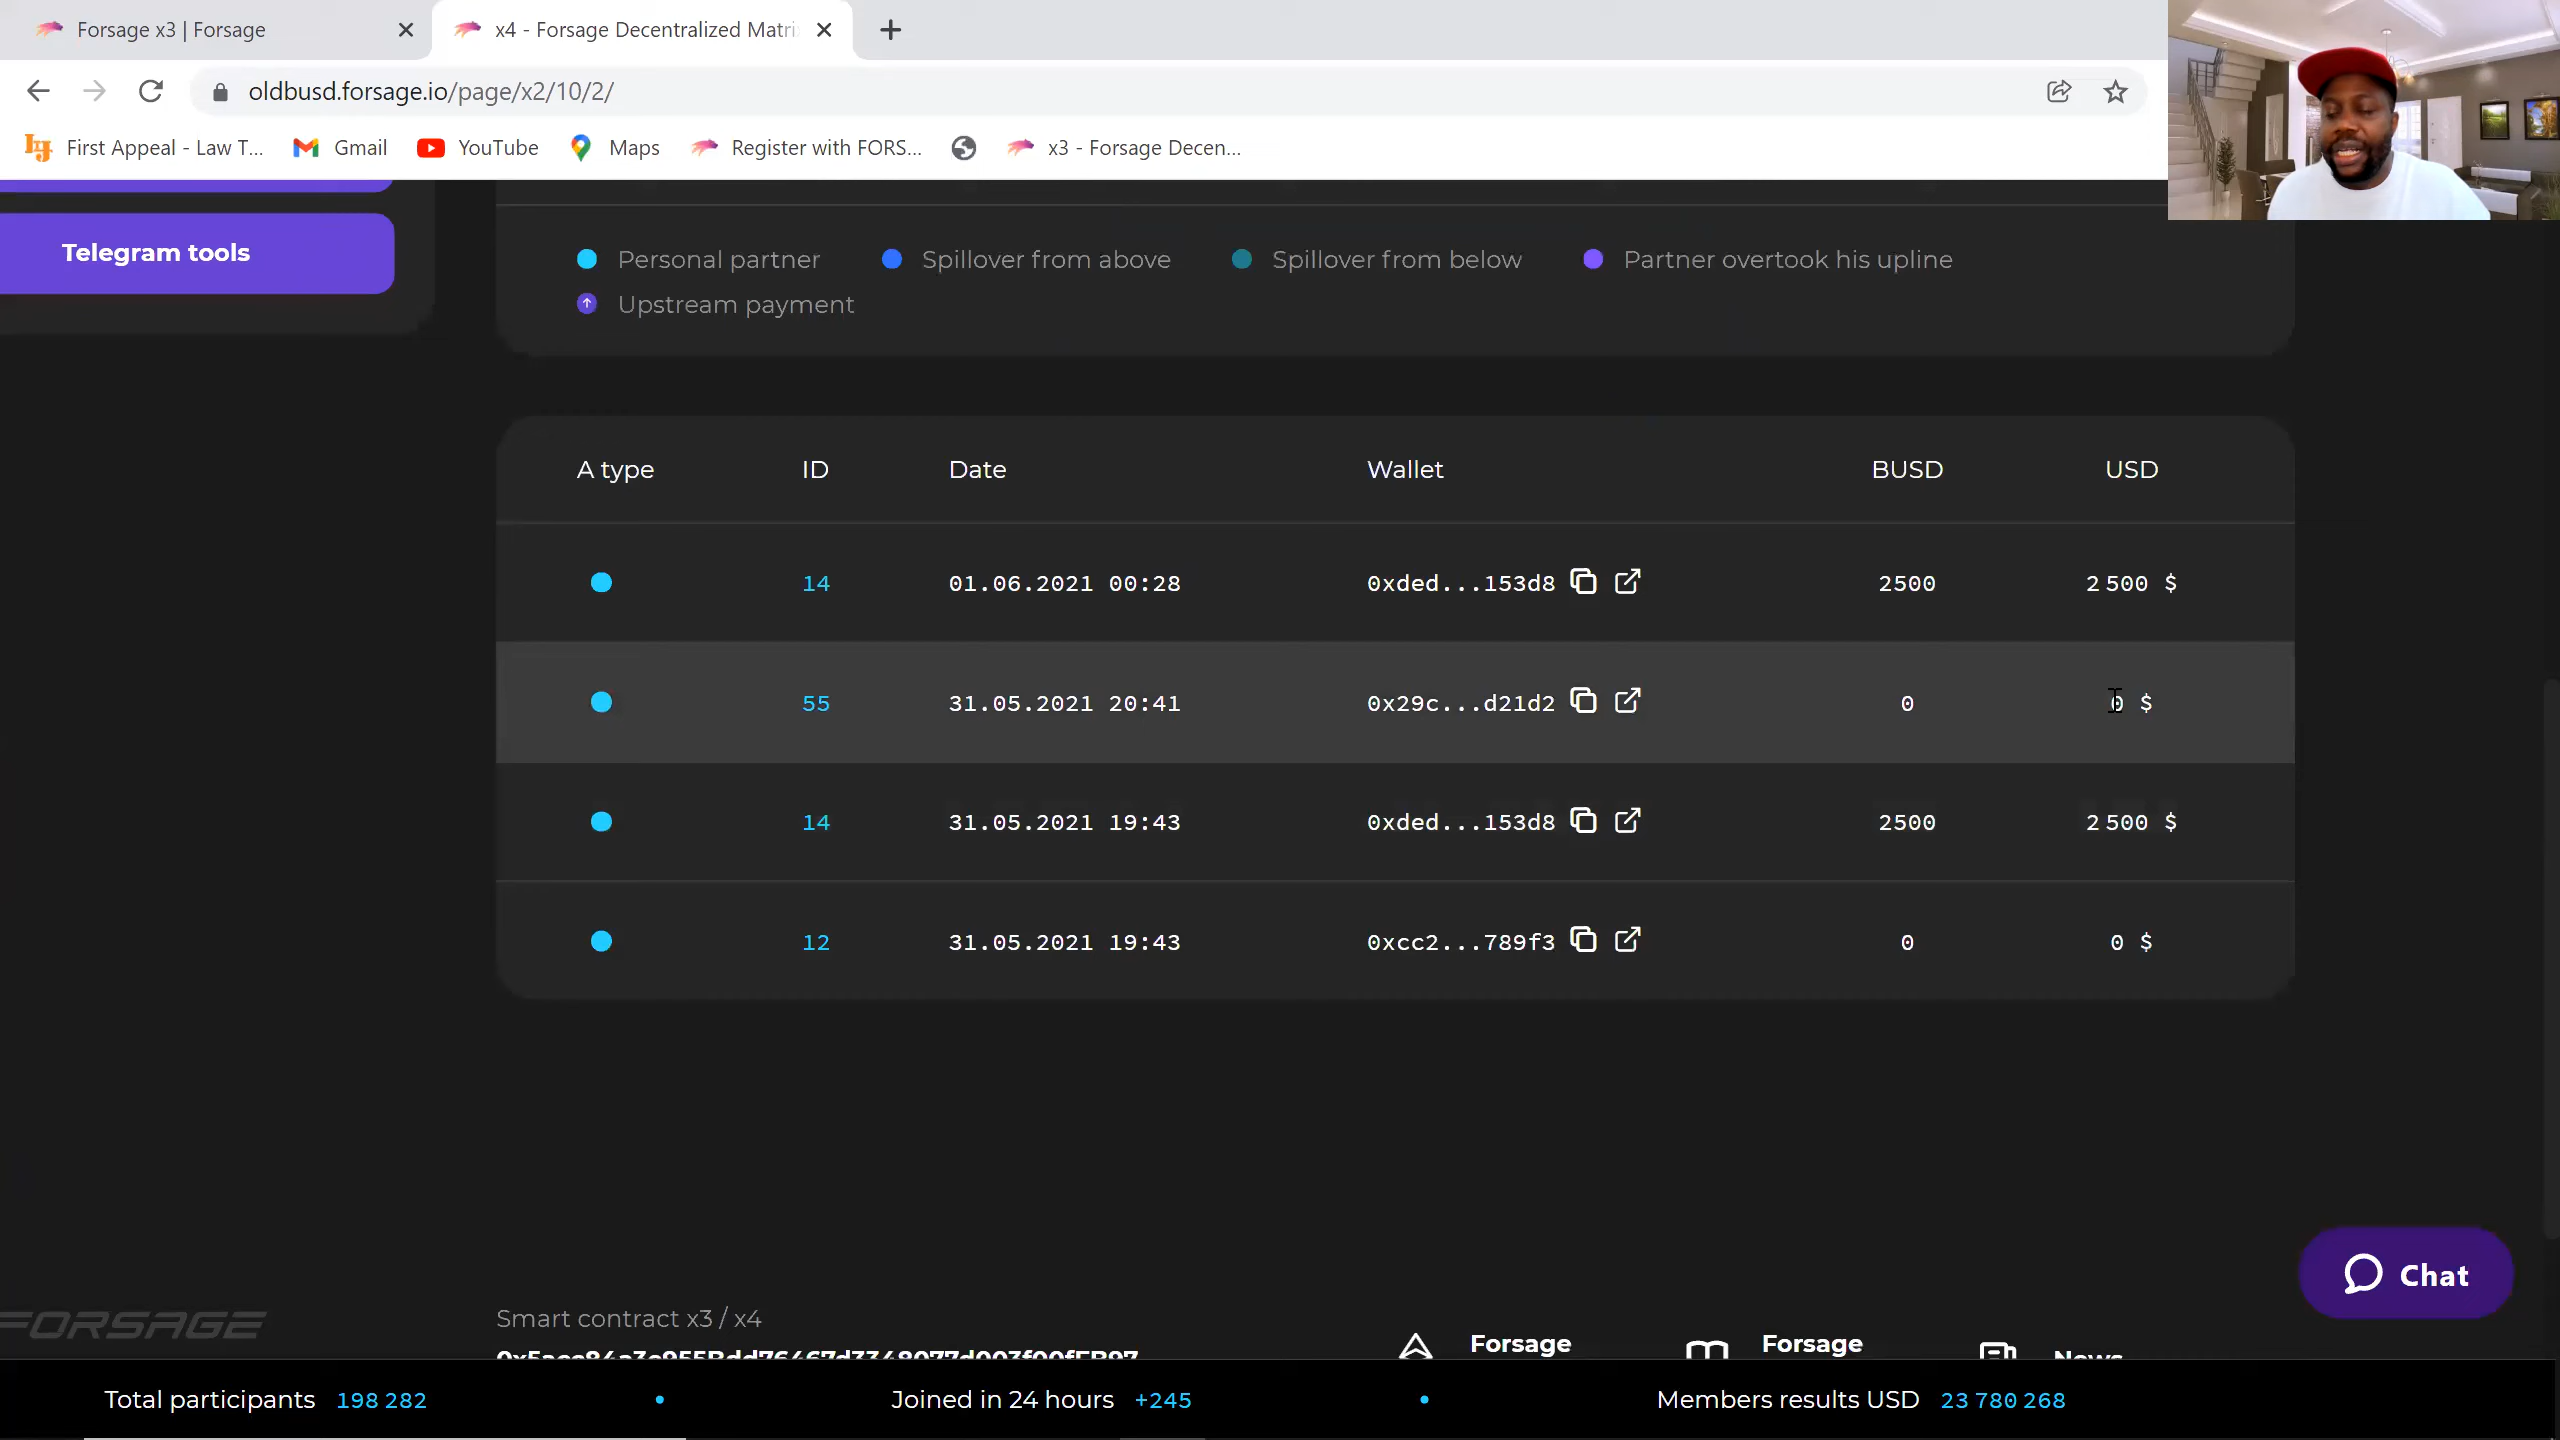 Forsage x3 | Forsage
x4 - Forsage Decentralized Matri
oldbusd.forsage.io/page/x2/10/2/
First Appeal - Law T... Gmail YouTube Maps Register with FORS... x3 - Forsage Decen...
Telegram tools
Personal partner Spillover from above Spillover from below Partner overtook his upline
Upstream payment
A type ID Date Wallet BUSD USD
14 01.06.2021 00:28 0xded...153d8 2500 2 500 $
55 31.05.2021 20:41 0x29c...d21d2 0 0 $
14 31.05.2021 19:43 0xded...153d8 2500 2 500 $
12 31.05.2021 19:43 0xcc2...789f3 0 0 $
Chat
FORSAGE
Smart contract x3 / x4
Forsage Forsage News
Total participants 198 282 Joined in 24 hours +245 Members results USD 23 780 268